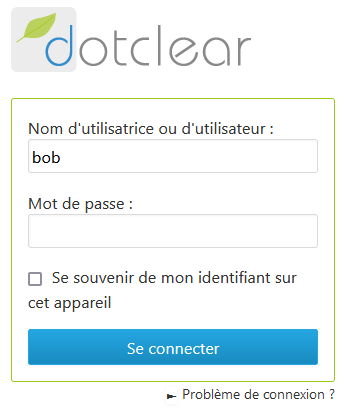 dotclear
Nom d'utilisatrice ou d'utilisateur :
bob
Mot de passe :
Se souvenir de mon identifiant sur
cet appareil
Se connecter
► Problème de connexion ?